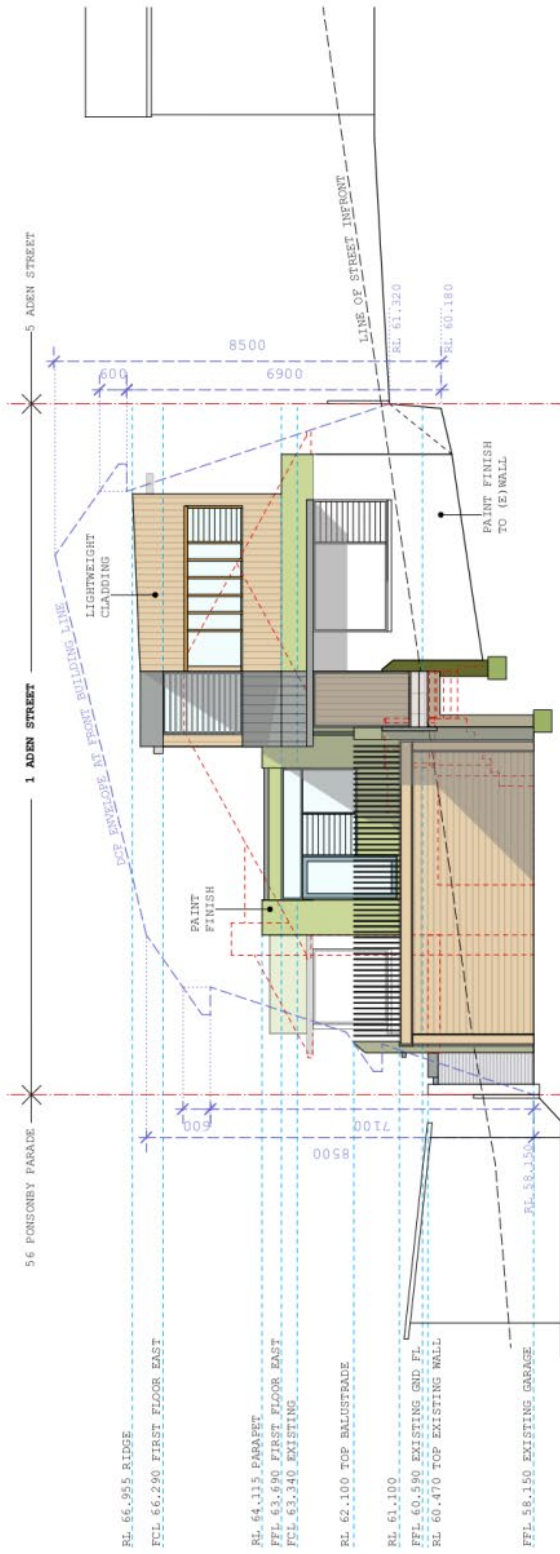 56 PONSONBY PARADE
1 ADEN STREET
5 ADEN STREET
DCP ENVELOPE AT FRONT BUILDING LINE
LIGHTWEIGHT
CLADDING
PAINT
FINISH
8500
600
6900
LINE OF STREET INFRONT
RL 61.320
RL 60.180
PAINT FINISH
TO (E)WALL
600
7100
8500
RL 58.150
RL 66.955 RIDGE
FCL 66.290 FIRST FLOOR EAST
RL 64.115 PARAPET
FFL 63.690 FIRST FLOOR EAST
FCL 63.340 EXISTING
RL 62.100 TOP BALUSTRADE
RL 61.100
FFL 60.590 EXISTING GND FL
RL 60.470 TOP EXISTING WALL
FFL 58.150 EXISTING GARAGE